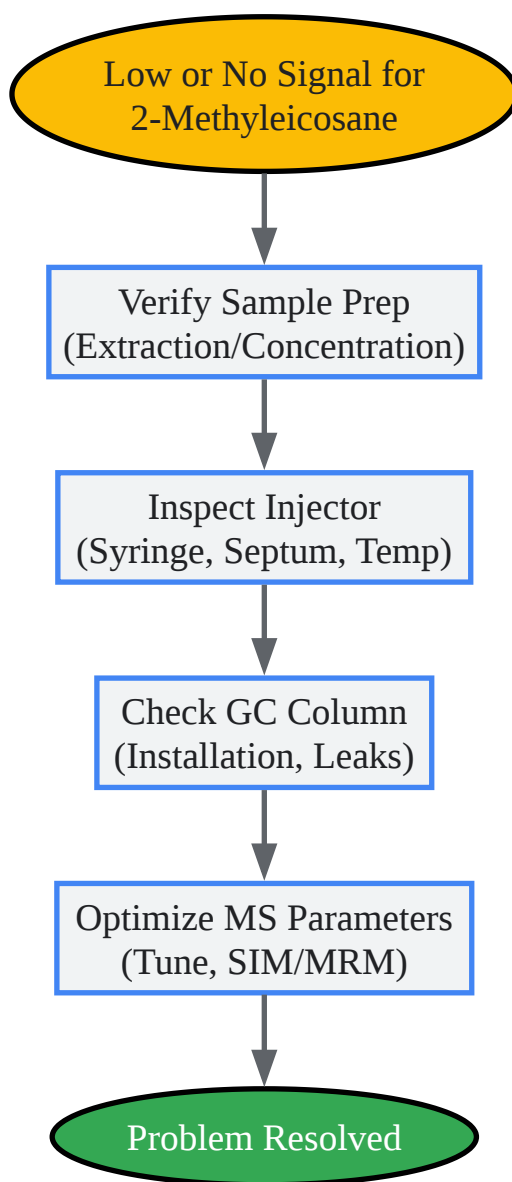 Low or No Signal for
2-Methyleicosane
Verify Sample Prep
(Extraction/Concentration)
Inspect Injector
(Syringe, Septum, Temp)
Check GC Column
(Installation, Leaks)
Optimize MS Parameters
(Tune, SIM/MRM)
Problem Resolved